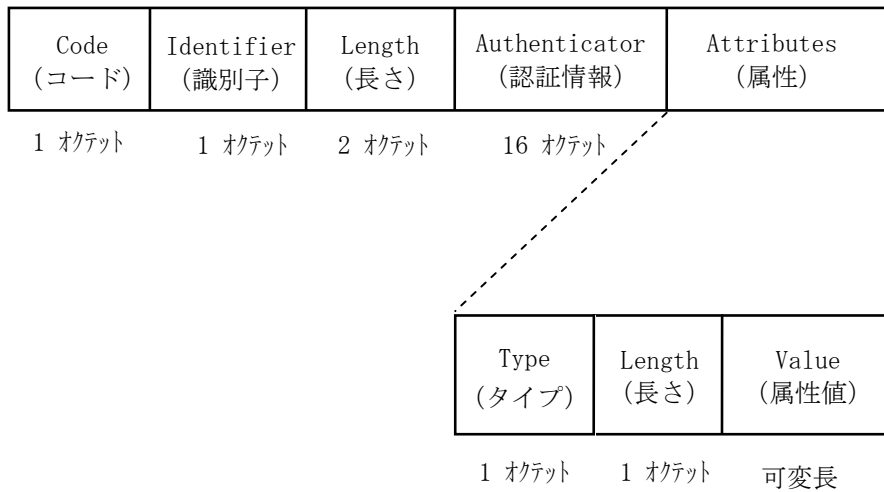 Code
(コード)
Identifier
(識別子)
Length
(長さ)
Authenticator
(認証情報)
Attributes
(属性)
1 オクテット
1 オクテット
2 オクテット
16 オクテット
Type
(タイプ)
Length
(長さ)
Value
(属性値)
1 オクテット
1 オクテット
可変長